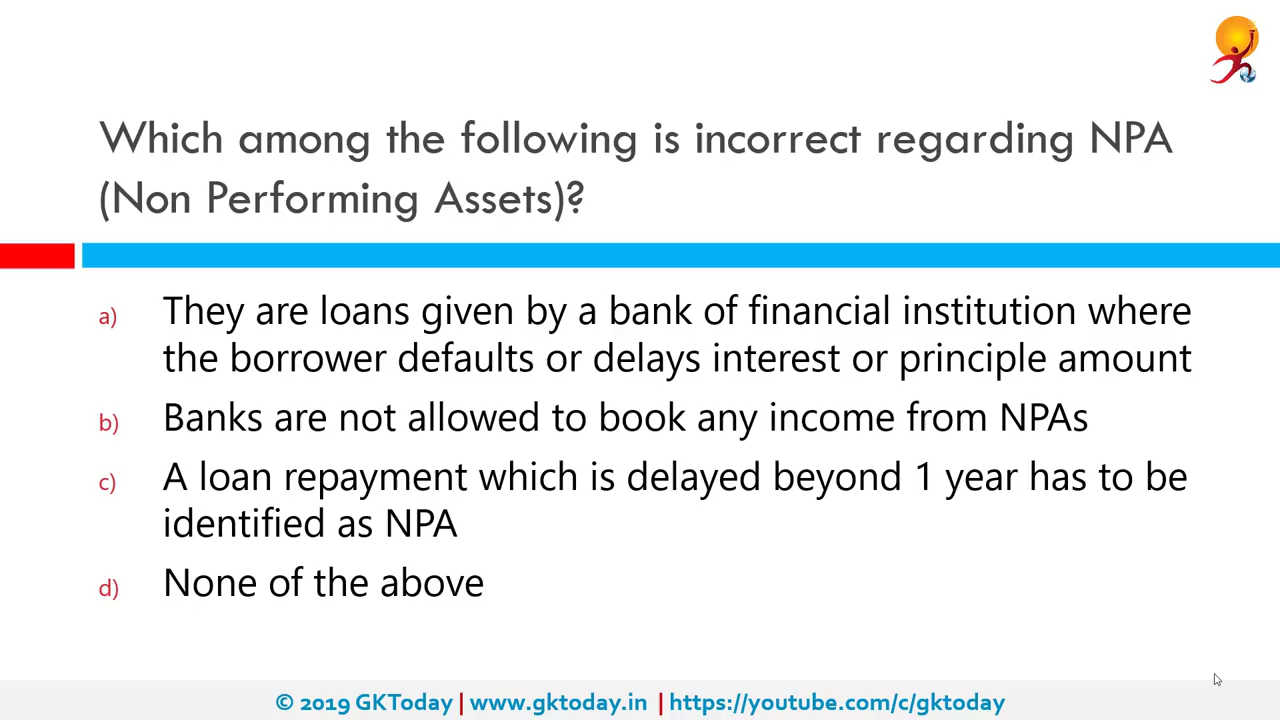 Which among the following is incorrect regarding NPA
(Non Performing Assets)?
a) They are loans given by a bank of financial institution where
the borrower defaults or delays interest or principle amount
b) Banks are not allowed to book any income from NPAs
c) A loan repayment which is delayed beyond 1 year has to be
identified as NPA
d) None of the above
© 2019 GKToday | www.gktoday.in | https://youtube.com/c/gktoday